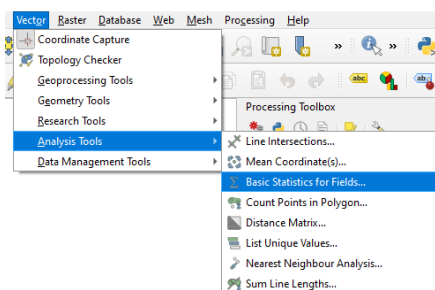 Vector Raster Database Web Mesh Processing Help
Coordinate Capture
Topology Checker
Geoprocessing Tools
Geometry Tools
Research Tools
Analysis Tools
Data Management Tools
» »
abc abc
Processing Toolbox
Line Intersections...
Mean Coordinate(s)...
Basic Statistics for Fields...
Count Points in Polygon...
Distance Matrix...
List Unique Values...
Nearest Neighbour Analysis...
Sum Line Lengths...